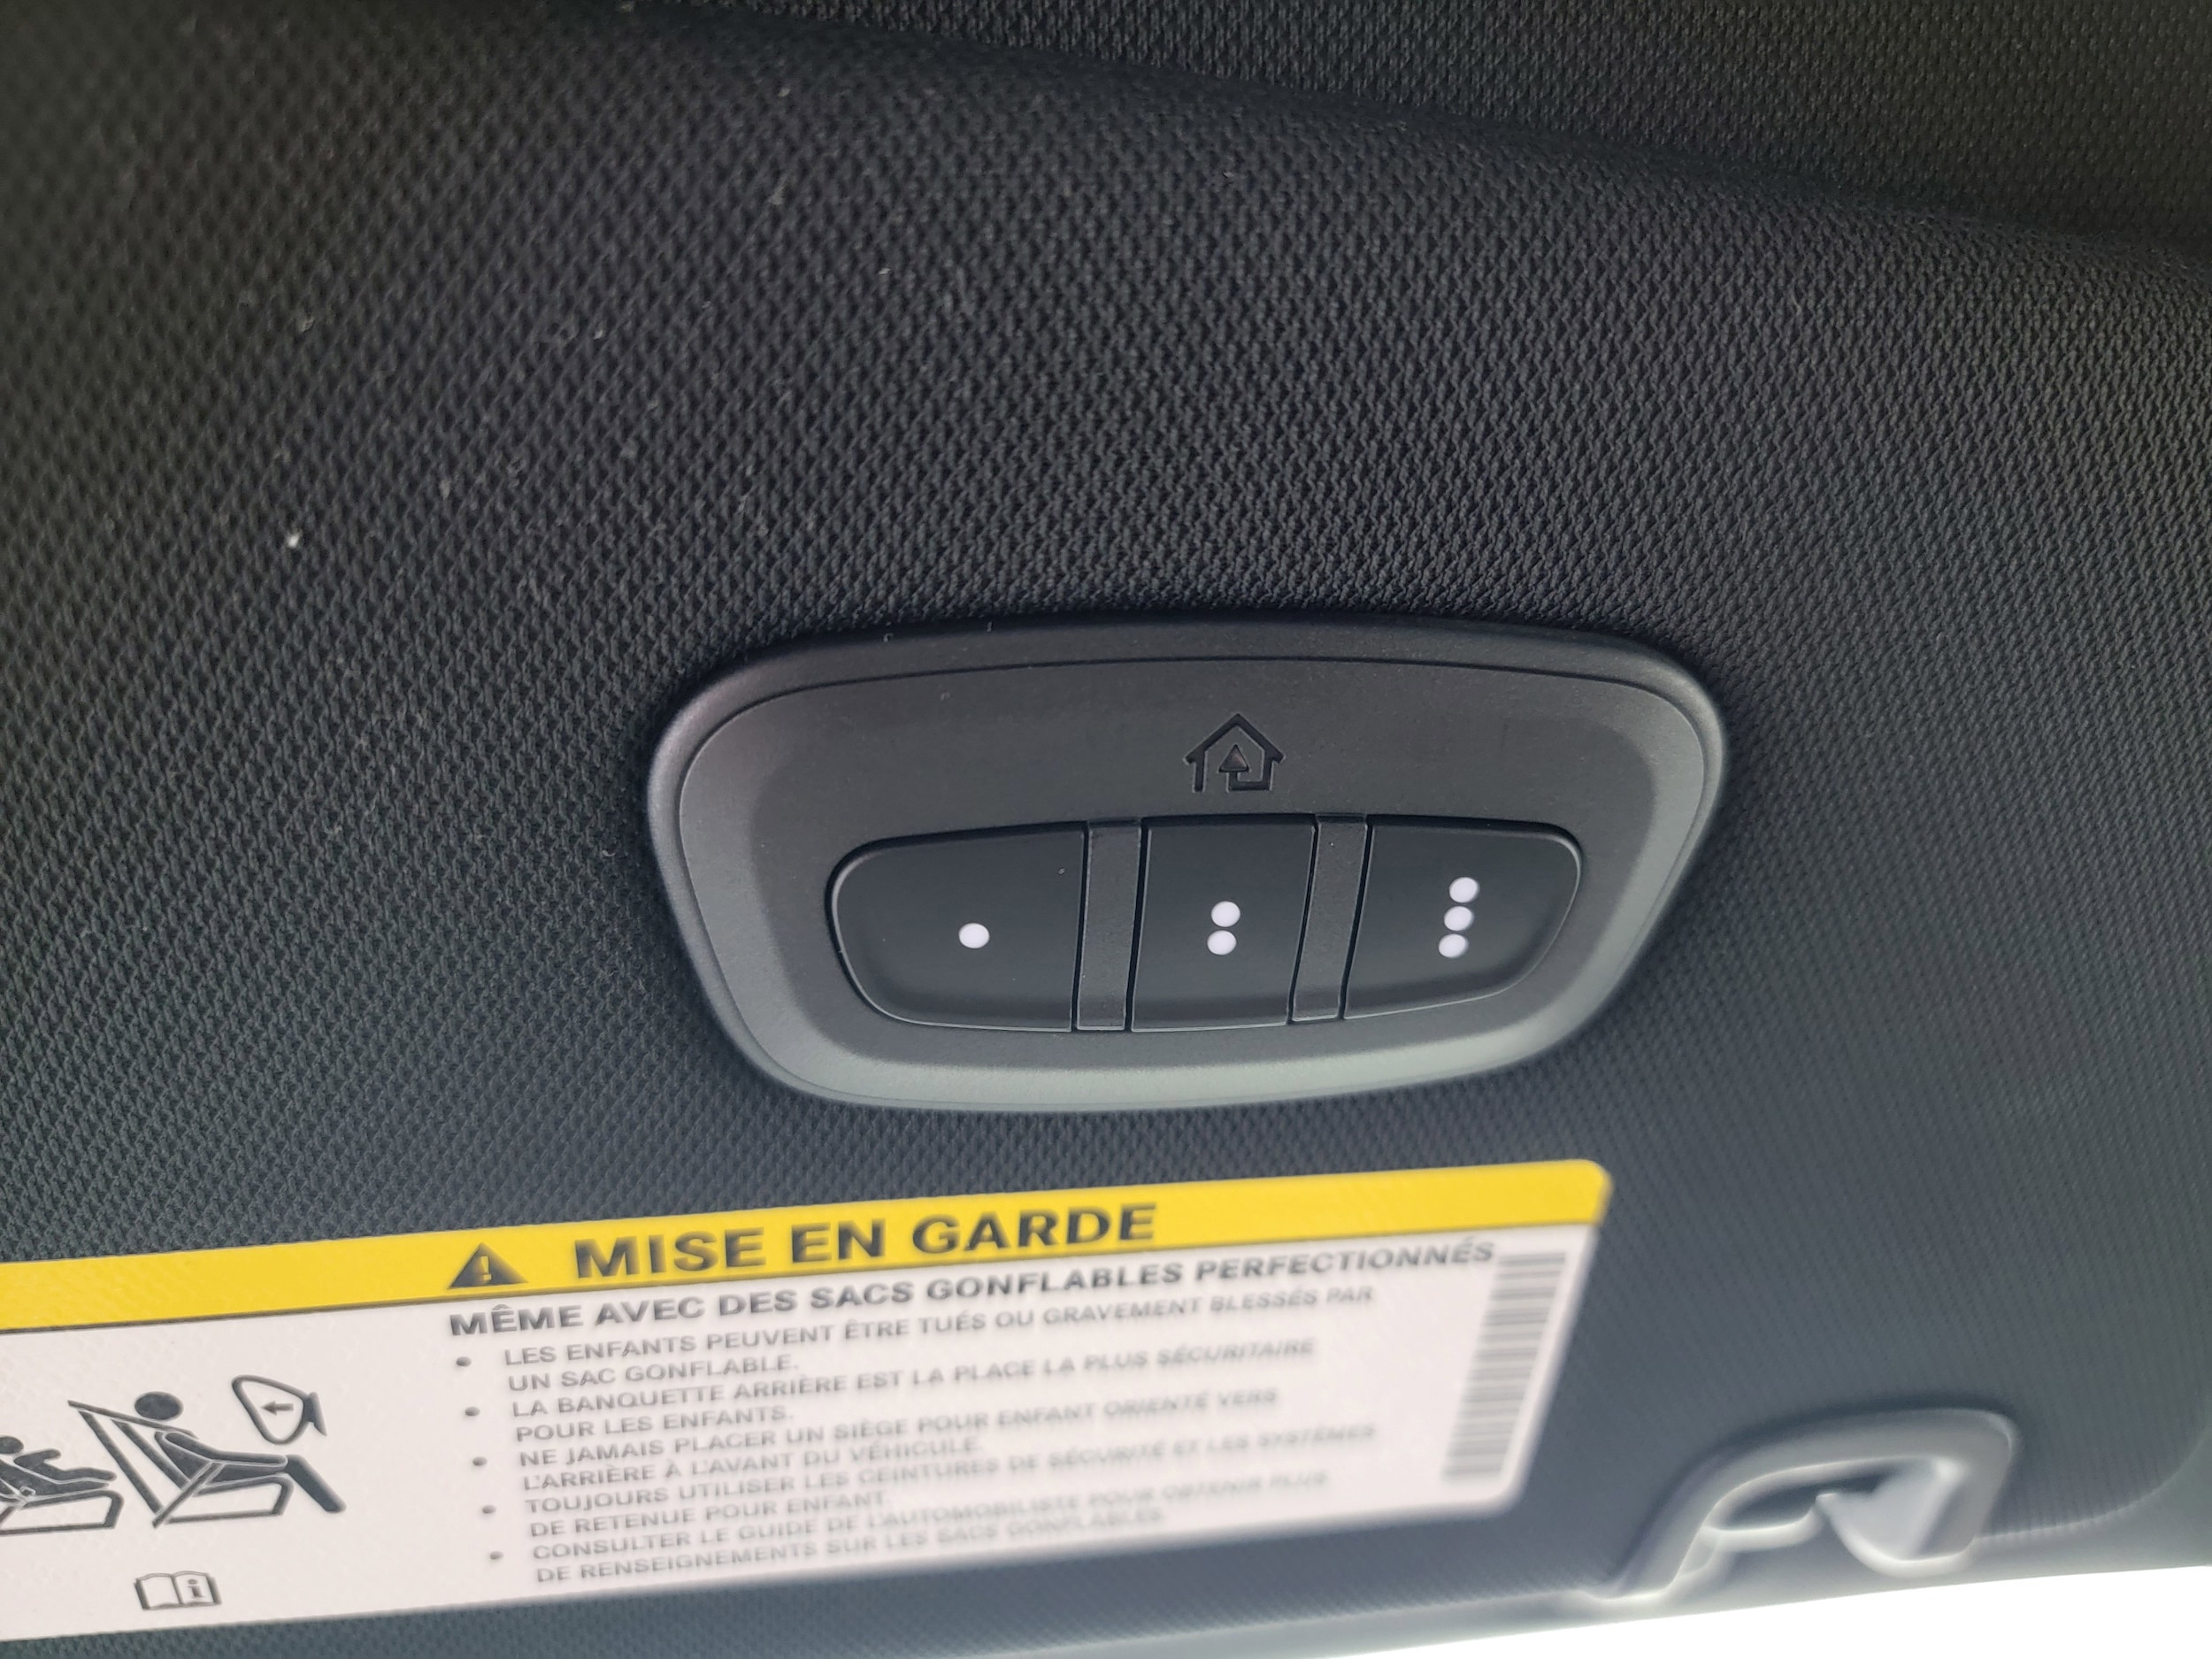 MISE EN GARDE
MÊME AVEC DES SACS GONFLABLES PERFECTIONNÉS
• LES ENFANTS PEUVENT ÊTRE TUÉS OU GRAVEMENT BLESSÉS PAR
UN SAC GONFLABLE.
• LA BANQUETTE ARRIÈRE EST LA PLACE LA PLUS SÉCURITAIRE
POUR LES ENFANTS.
• NE JAMAIS PLACER UN SIÈGE POUR ENFANT ORIENTÉ VERS
L'ARRIÈRE À L'AVANT DU VÉHICULE.
• TOUJOURS UTILISER LES CEINTURES DE SÉCURITÉ ET LES SYSTÈMES
DE RETENUE POUR ENFANT.
• CONSULTER LE GUIDE DE L'AUTOMOBILISTE POUR OBTENIR PLUS
DE RENSEIGNEMENTS SUR LES SACS GONFLABLES.